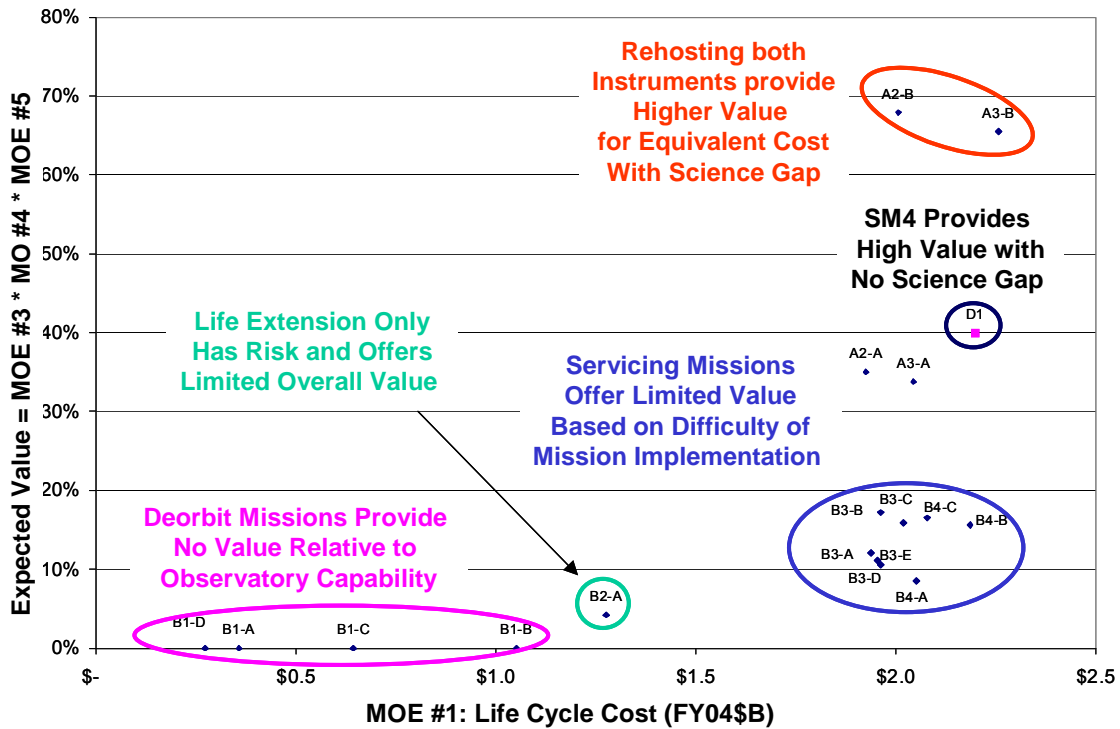 80%
70%
60%
50%
40%
30%
20%
10%
0%
Expected Value = MOE #3 * MO #4 * MOE #5
Rehosting both
Instruments provide
Higher Value
for Equivalent Cost
With Science Gap
A2-B
A3-B
SM4 Provides
High Value with
No Science Gap
D1
A2-A
A3-A
Life Extension Only
Has Risk and Offers
Limited Overall Value
Servicing Missions
Offer Limited Value
Based on Difficulty of
Mission Implementation
Deorbit Missions Provide
No Value Relative to
Observatory Capability
B3-C
B3-B
B4-C
B4-B
B3-A
B3-E
B3-D
B4-A
B2-A
B1-D
B1-A
B1-C
B1-B
$-
$0.5
$1.0
$1.5
$2.0
$2.5
MOE #1: Life Cycle Cost (FY04$B)